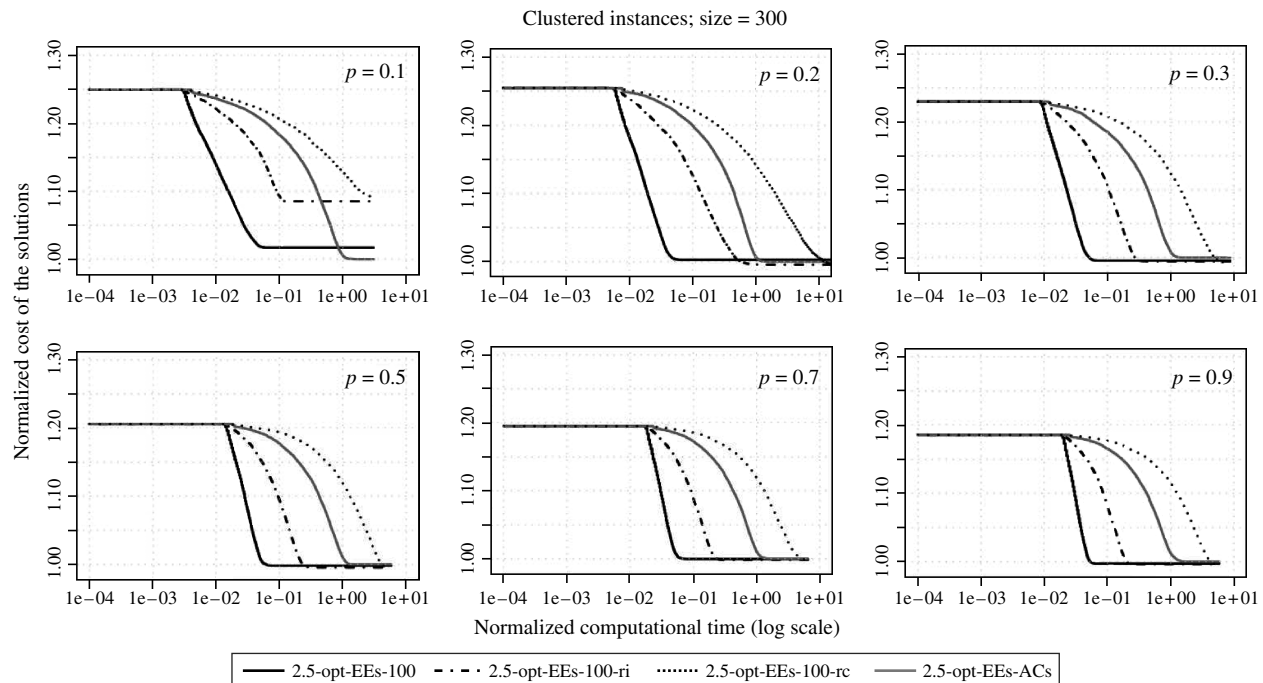 Clustered instances; size = 300
Normalized cost of the solutions
p = 0.1
1.00 1.10 1.20 1.30
1e−04 1e−03 1e−02 1e−01 1e+00 1e+01
p = 0.2
1.00 1.10 1.20 1.30
1e−04 1e−03 1e−02 1e−01 1e+00 1e+01
p = 0.3
1.00 1.10 1.20 1.30
1e−04 1e−03 1e−02 1e−01 1e+00 1e+01
p = 0.5
1.00 1.10 1.20 1.30
1e−04 1e−03 1e−02 1e−01 1e+00 1e+01
p = 0.7
1.00 1.10 1.20 1.30
1e−04 1e−03 1e−02 1e−01 1e+00 1e+01
p = 0.9
1.00 1.10 1.20 1.30
1e−04 1e−03 1e−02 1e−01 1e+00 1e+01
Normalized computational time (log scale)
2.5-opt-EEs-100 2.5-opt-EEs-100-ri 2.5-opt-EEs-100-rc 2.5-opt-EEs-ACs